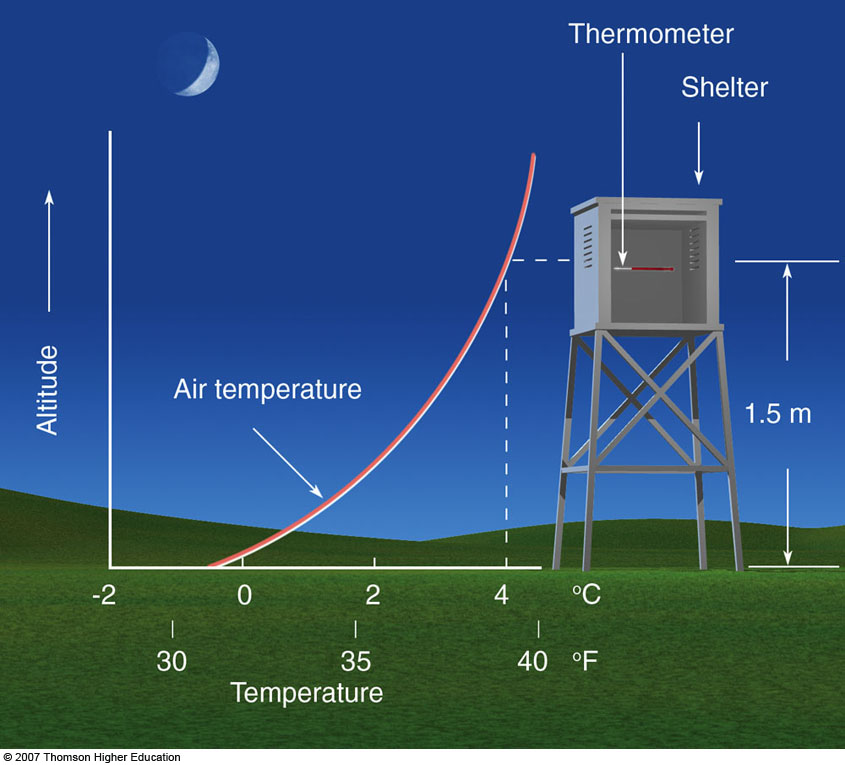 Thermometer
Shelter
Altitude
Air temperature
1.5 m
-2 0 2 4 °C
30 35 40 °F
Temperature
© 2007 Thomson Higher Education